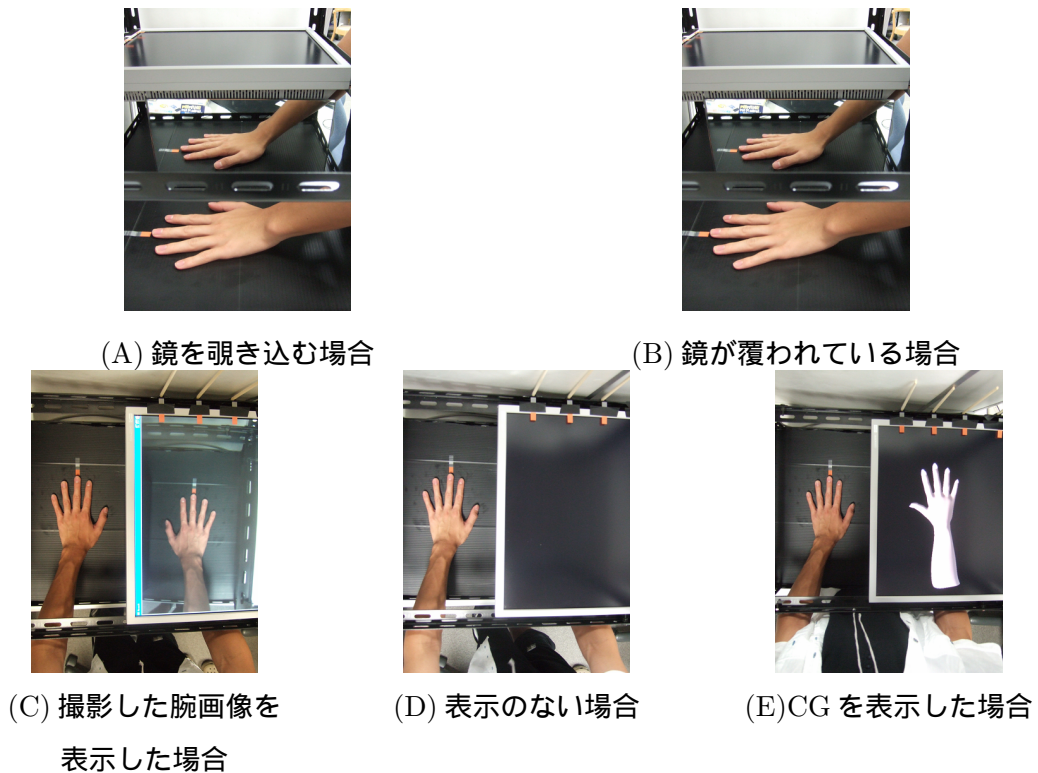 (A) 鏡を覗き込む場合
(B) 鏡が覆われている場合
(C) 撮影した腕画像を
表示した場合
(D) 表示のない場合
(E)CG を表示した場合